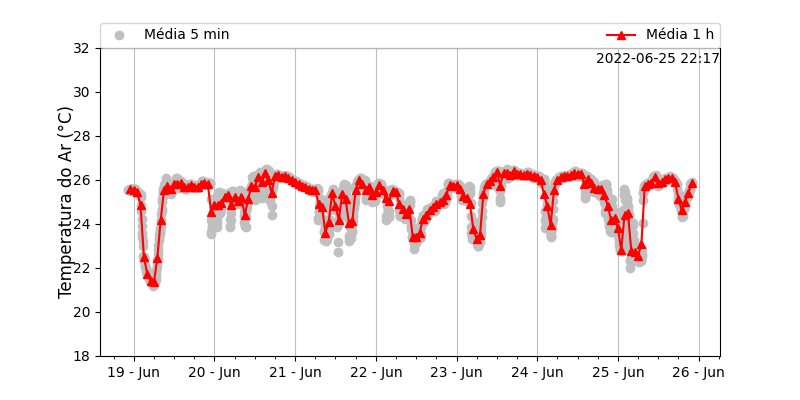 Média 5 min
Média 1 h
2022-06-25 22:17
Temperatura do Ar (°C)
32
30
28
26
24
22
20
18
19 - Jun
20 - Jun
21 - Jun
22 - Jun
23 - Jun
24 - Jun
25 - Jun
26 - Jun